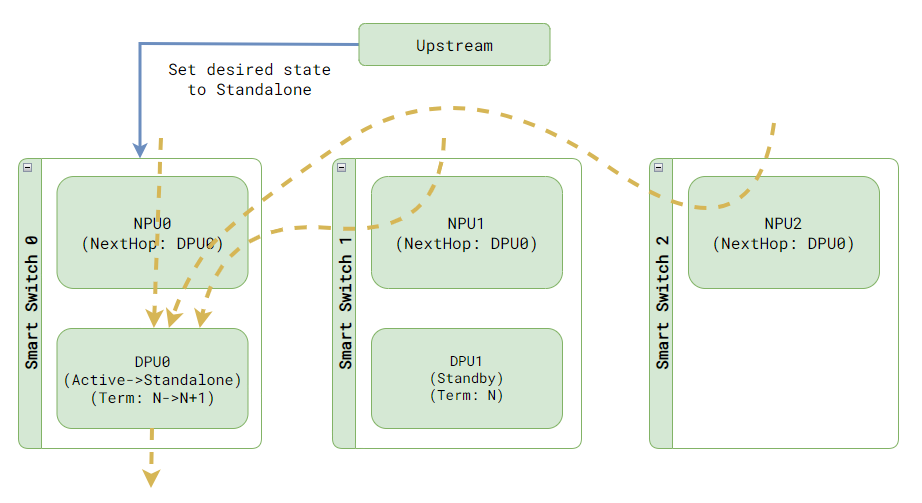 Upstream
Set desired state
to Standalone
Smart Switch 0
NPU0
(NextHop: DPU0)
DPU0
(Active->Standalone)
(Term: N->N+1)
Smart Switch 1
NPU1
(NextHop: DPU0)
DPU1
(Standby)
(Term: N)
Smart Switch 2
NPU2
(NextHop: DPU0)